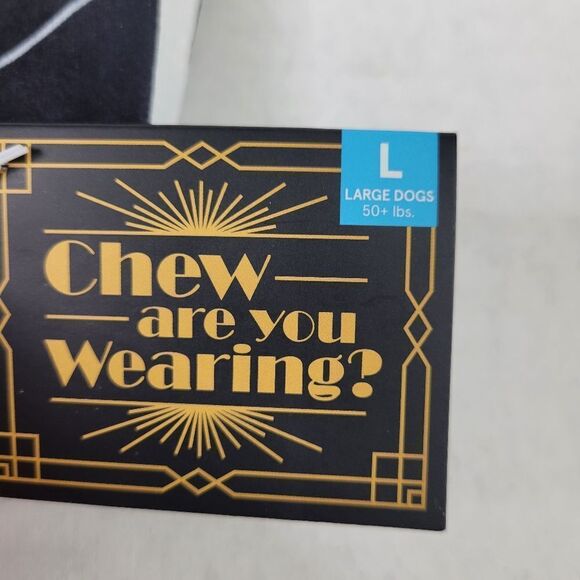 L
LARGE DOGS
50+ lbs.
Chew
are you
Wearing?